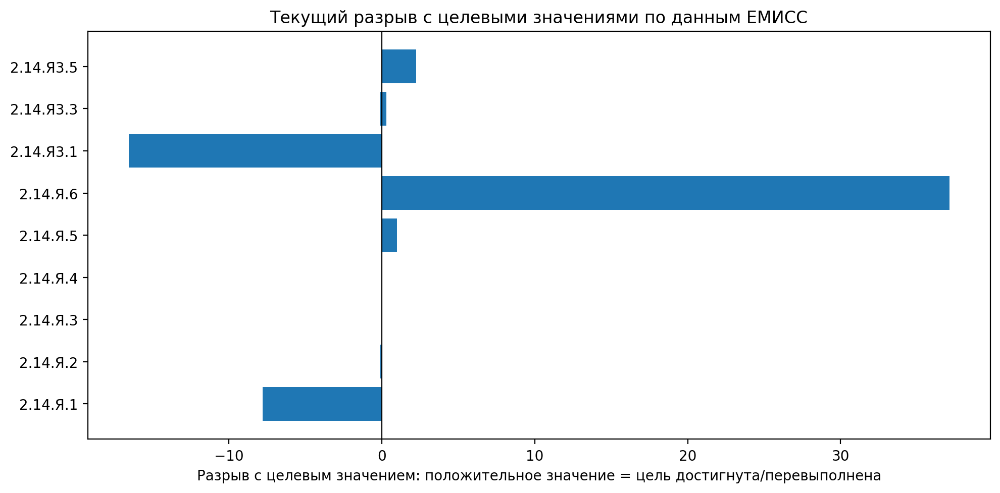 Текущий разрыв с целевыми значениями по данным ЕМИСС
2.14.Я3.5
2.14.Я3.3
2.14.Я3.1
2.14.Я.6
2.14.Я.5
2.14.Я.4
2.14.Я.3
2.14.Я.2
2.14.Я.1
−10 0 10 20 30
Разрыв с целевым значением: положительное значение = цель достигнута/перевыполнена